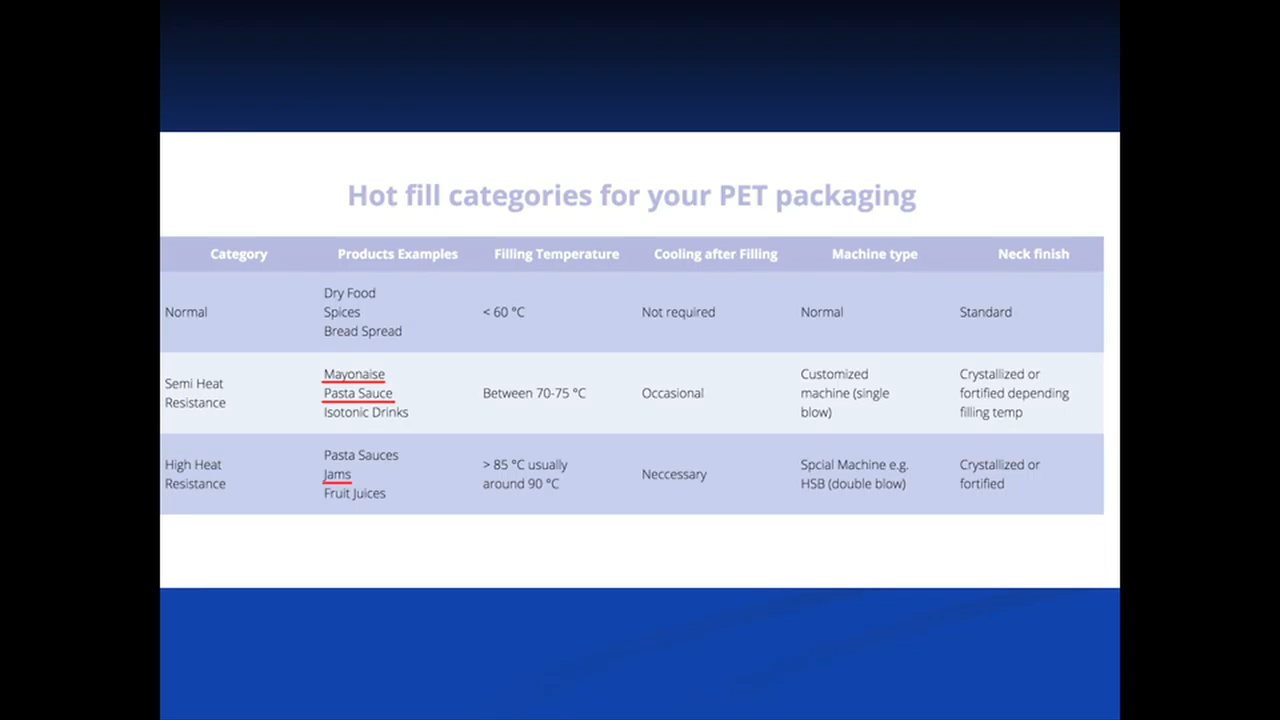 Hot fill categories for your PET packaging
Category Products Examples Filling Temperature Cooling after Filling Machine type Neck finish
Normal
Dry Food
Spices
Bread Spread
< 60 °C
Not required
Normal
Standard
Semi Heat
Resistance
Mayonaise
Pasta Sauce
Isotonic Drinks
Between 70-75 °C
Occasional
Customized
machine (single
blow)
Crystallized or
fortified depending
filling temp
High Heat
Resistance
Pasta Sauces
Jams
Fruit Juices
> 85 °C usually
around 90 °C
Neccessary
Spcial Machine e.g.
HSB (double blow)
Crystallized or
fortified